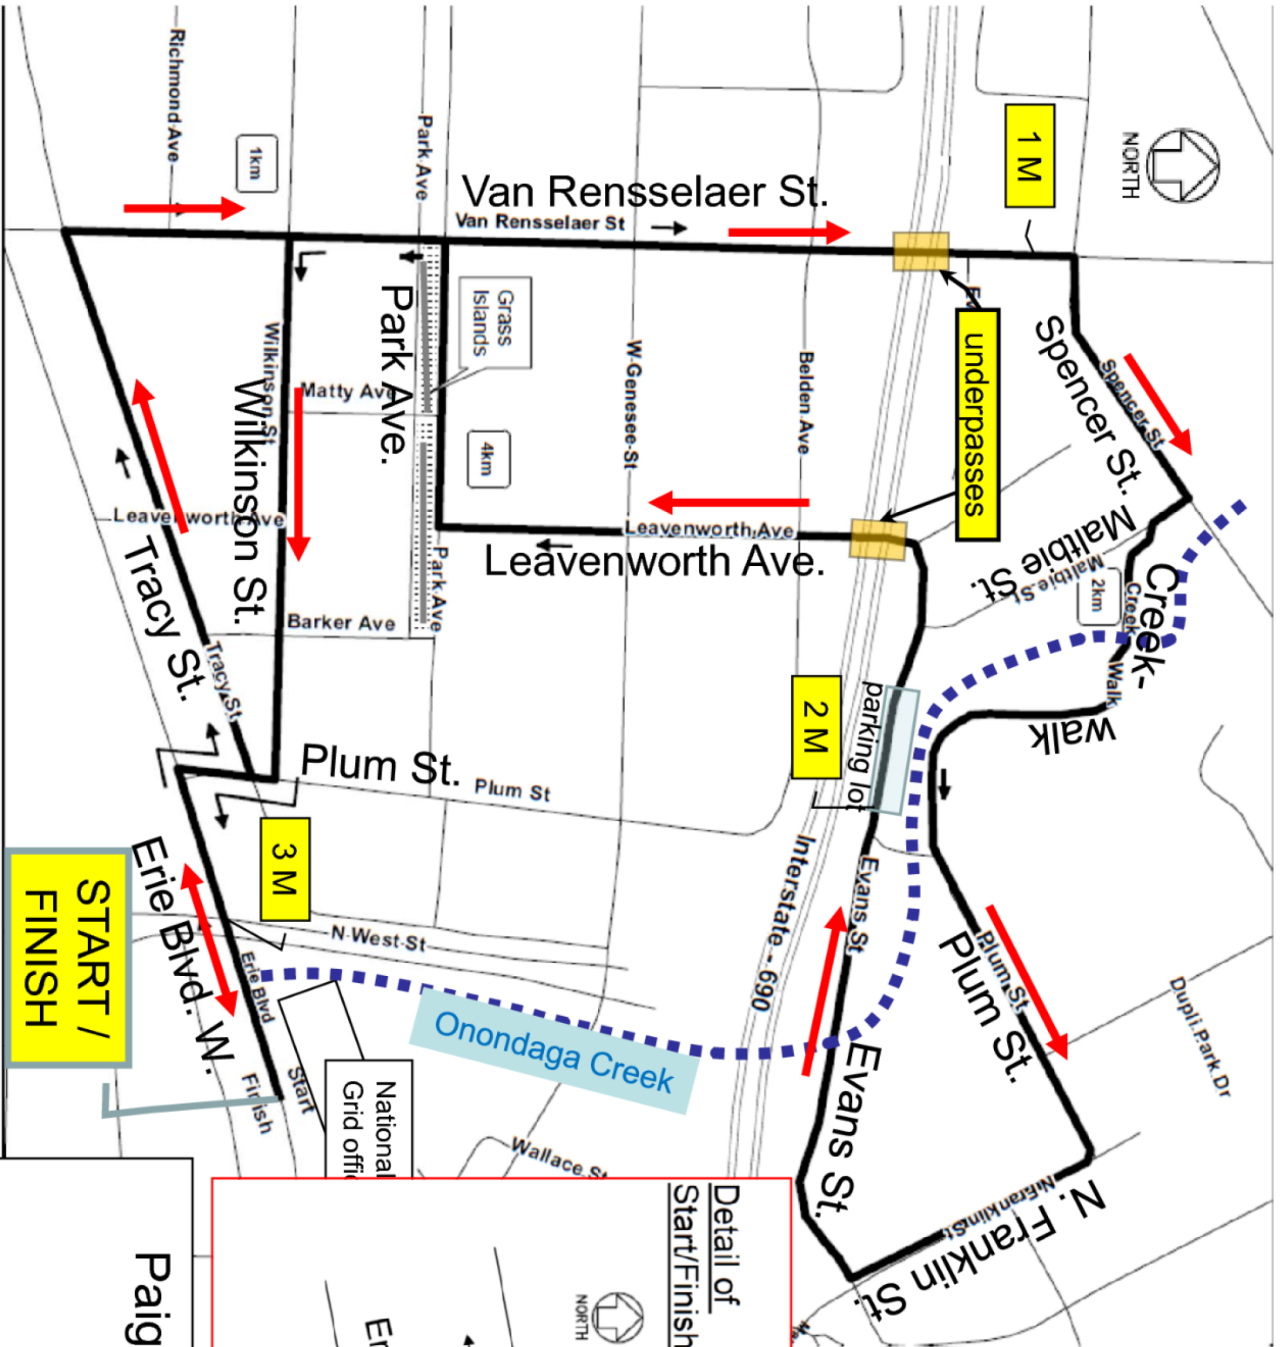 Richmond Ave
Park Ave
1 M
NORTH
1km
Van Rensselaer St.
Van Rensselaer St
Grass
Islands
Park Ave.
Wilkinson St
Wilkinson St.
Matty Ave
W Genesee St
Belden Ave
underpasses
Spencer St.
Spencer St
4km
Leavenworth Ave
Leavenworth Ave
Leavenworth Ave.
Maltbie St.
Maltbie St
2km
Creek-
walk
Creek
Walk
Tracy St.
Tracy St
Barker Ave
Park Ave
parking lot
2 M
Plum St.
Plum St
3 M
START /
FINISH
Erie Blvd. W.
Erie Blvd
N West St
Interstate - 690
Evans St
Evans St.
Plum St
Plum St.
Dupli Park Dr
Onondaga Creek
Start
Finish
National
Grid offic
Wallace St
N. Franklin St.
N Franklin St
Detail of
Start/Finish
NORTH
Er
Paig